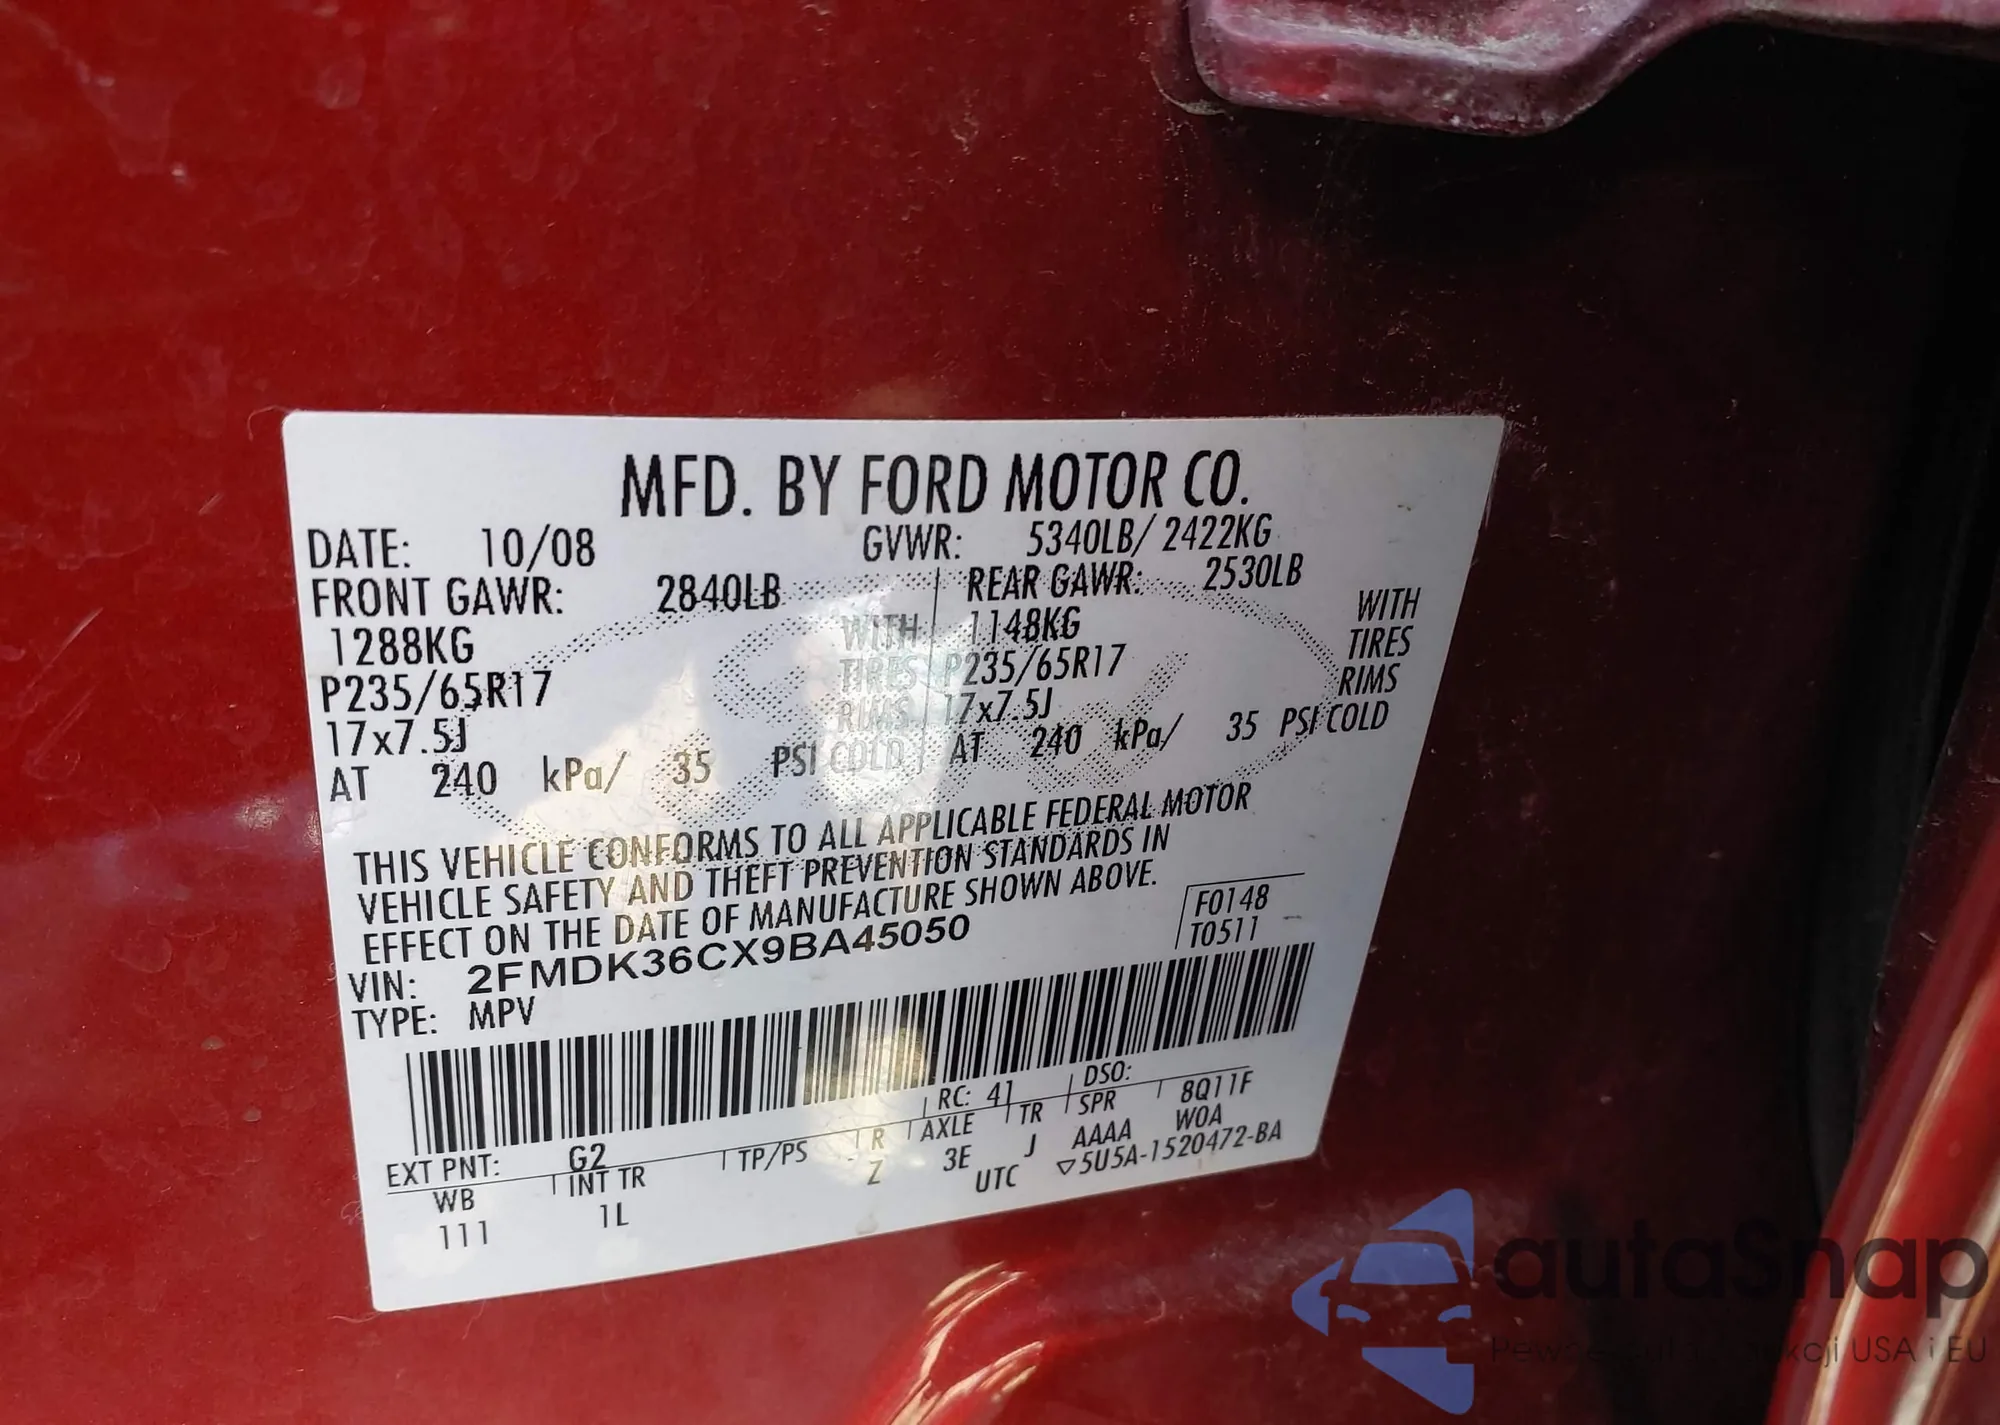 MFD. BY FORD MOTOR CO.
DATE: 10/08 GVWR: 5340LB/ 2422KG
FRONT GAWR: 2840LB REAR GAWR: 2530LB
1288KG WITH 1148KG WITH
P235/65R17 TIRES P235/65R17 TIRES
17x7.5J RIMS 17x7.5J RIMS
AT 240 kPa/ 35 PSI COLD AT 240 kPa/ 35 PSI COLD
THIS VEHICLE CONFORMS TO ALL APPLICABLE FEDERAL MOTOR
VEHICLE SAFETY AND THEFT PREVENTION STANDARDS IN
EFFECT ON THE DATE OF MANUFACTURE SHOWN ABOVE.
F0148
VIN: 2FMDK36CX9BA45050 T0511
TYPE: MPV
EXT PNT: G2 RC: 41 DSO:
WB INT TR TP/PS R AXLE TR SPR 8Q11F
111 1L Z 3E J AAAA W0A
UTC ▽5U5A-1520472-BA
autoSnap
USA i EU